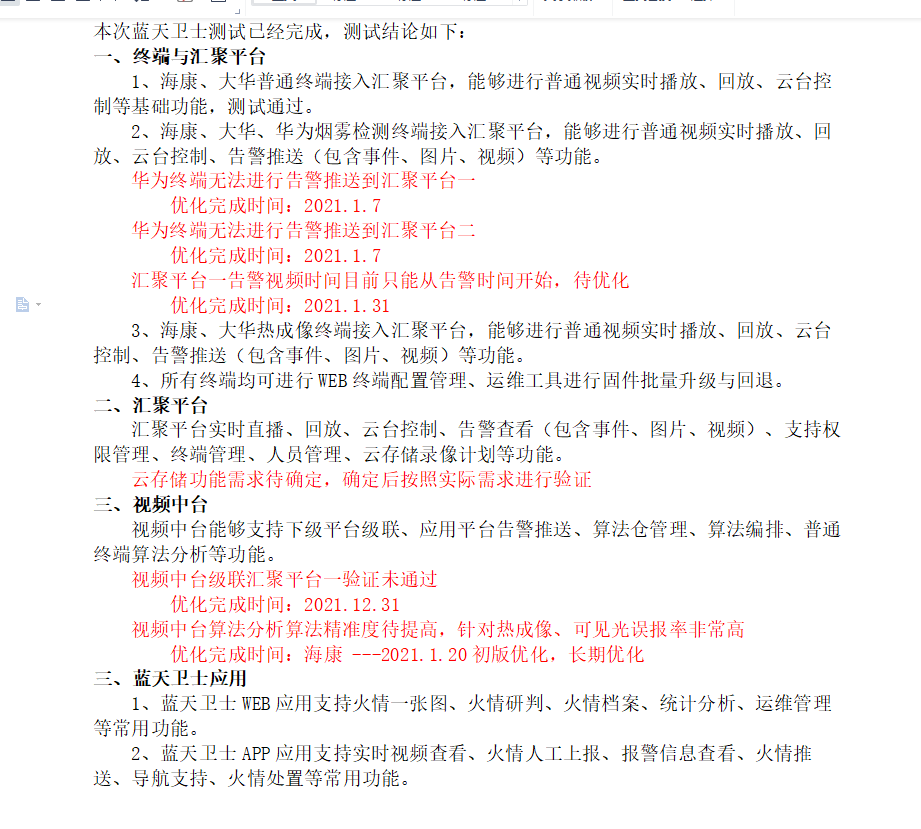 本次蓝天卫士测试已经完成，测试结论如下：
一、终端与汇聚平台
1、海康、大华普通终端接入汇聚平台，能够进行普通视频实时播放、回放、云台控
制等基础功能，测试通过。
2、海康、大华、华为烟雾检测终端接入汇聚平台，能够进行普通视频实时播放、回
放、云台控制、告警推送（包含事件、图片、视频）等功能。
华为终端无法进行告警推送到汇聚平台一
优化完成时间：2021.1.7
华为终端无法进行告警推送到汇聚平台二
优化完成时间：2021.1.7
汇聚平台一告警视频时间目前只能从告警时间开始，待优化
优化完成时间：2021.1.31
3、海康、大华热成像终端接入汇聚平台，能够进行普通视频实时播放、回放、云台
控制、告警推送（包含事件、图片、视频）等功能。
4、所有终端均可进行 WEB 终端配置管理、运维工具进行固件批量升级与回退。
二、汇聚平台
汇聚平台实时直播、回放、云台控制、告警查看（包含事件、图片、视频）、支持权
限管理、终端管理、人员管理、云存储录像计划等功能。
云存储功能需求待确定，确定后按照实际需求进行验证
三、视频中台
视频中台能够支持下级平台级联、应用平台告警推送、算法仓管理、算法编排、普通
终端算法分析等功能。
视频中台级联汇聚平台一验证未通过
优化完成时间：2021.12.31
视频中台算法分析算法精准度待提高，针对热成像、可见光误报率非常高
优化完成时间：海康 ---2021.1.20 初版优化，长期优化
三、蓝天卫士应用
1、蓝天卫士 WEB 应用支持火情一张图、火情研判、火情档案、统计分析、运维管理
等常用功能。
2、蓝天卫士 APP 应用支持实时视频查看、火情人工上报、报警信息查看、火情推
送、导航支持、火情处置等常用功能。